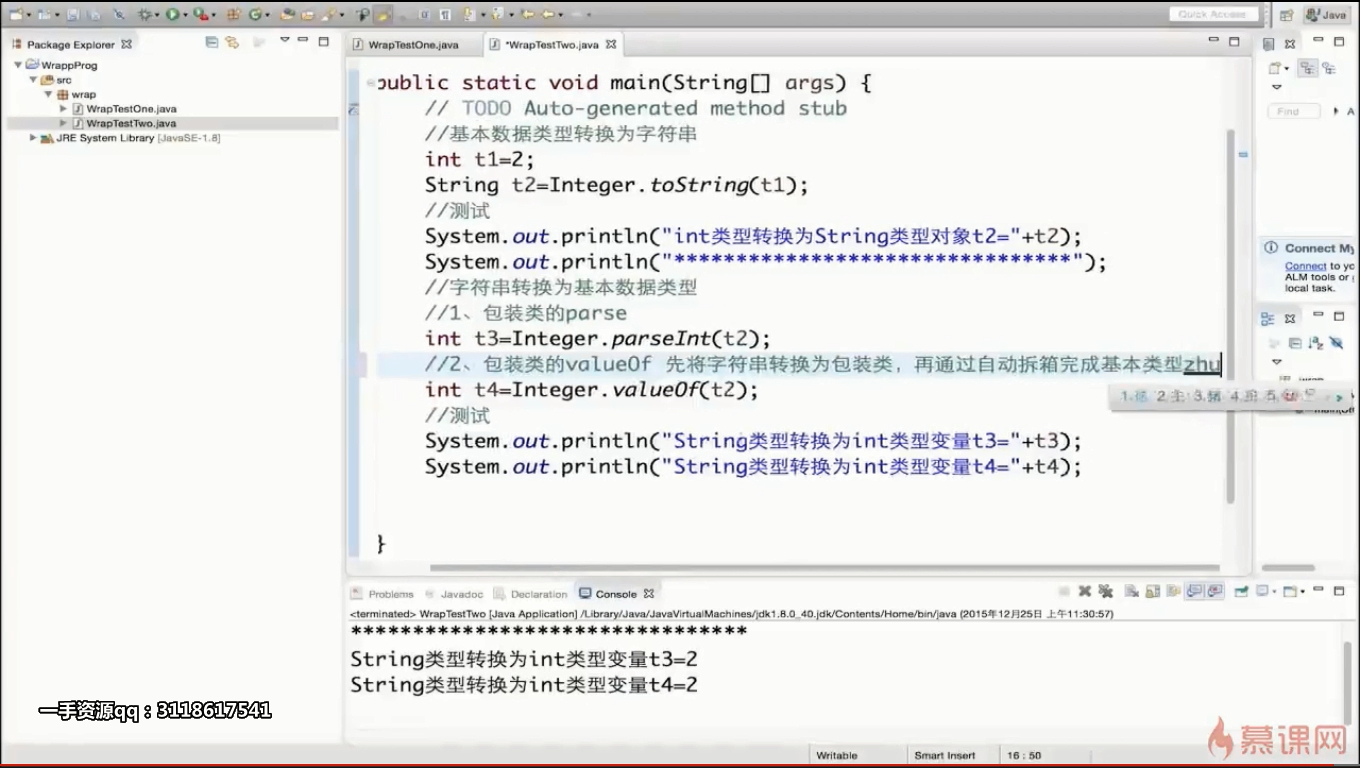 Quick Access
Java
Package Explorer
WrappProg
src
wrap
WrapTestOne.java
WrapTestTwo.java
JRE System Library [JavaSE-1.8]
WrapTestOne.java
*WrapTestTwo.java
public static void main(String[] args) {
// TODO Auto-generated method stub
//基本数据类型转换为字符串
int t1=2;
String t2=Integer.toString(t1);
//测试
System.out.println("int类型转换为String类型对象t2="+t2);
System.out.println("********************************");
//字符串转换为基本数据类型
//1、包装类的parse
int t3=Integer.parseInt(t2);
//2、包装类的valueOf 先将字符串转换为包装类，再通过自动拆箱完成基本类型zhu
int t4=Integer.valueOf(t2);
//测试
System.out.println("String类型转换为int类型变量t3="+t3);
System.out.println("String类型转换为int类型变量t4="+t4);
}
Find
Connect My
Connect to yo
ALM tools or
local task.
Problems
Javadoc
Declaration
Console
<terminated> WrapTestTwo [Java Application] /Library/Java/JavaVirtualMachines/jdk1.8.0_40.jdk/Contents/Home/bin/java (2015年12月25日 上午11:30:57)
********************************
String类型转换为int类型变量t3=2
String类型转换为int类型变量t4=2
一手资源qq：3118617541
慕课网
Writable
Smart Insert
16 : 50